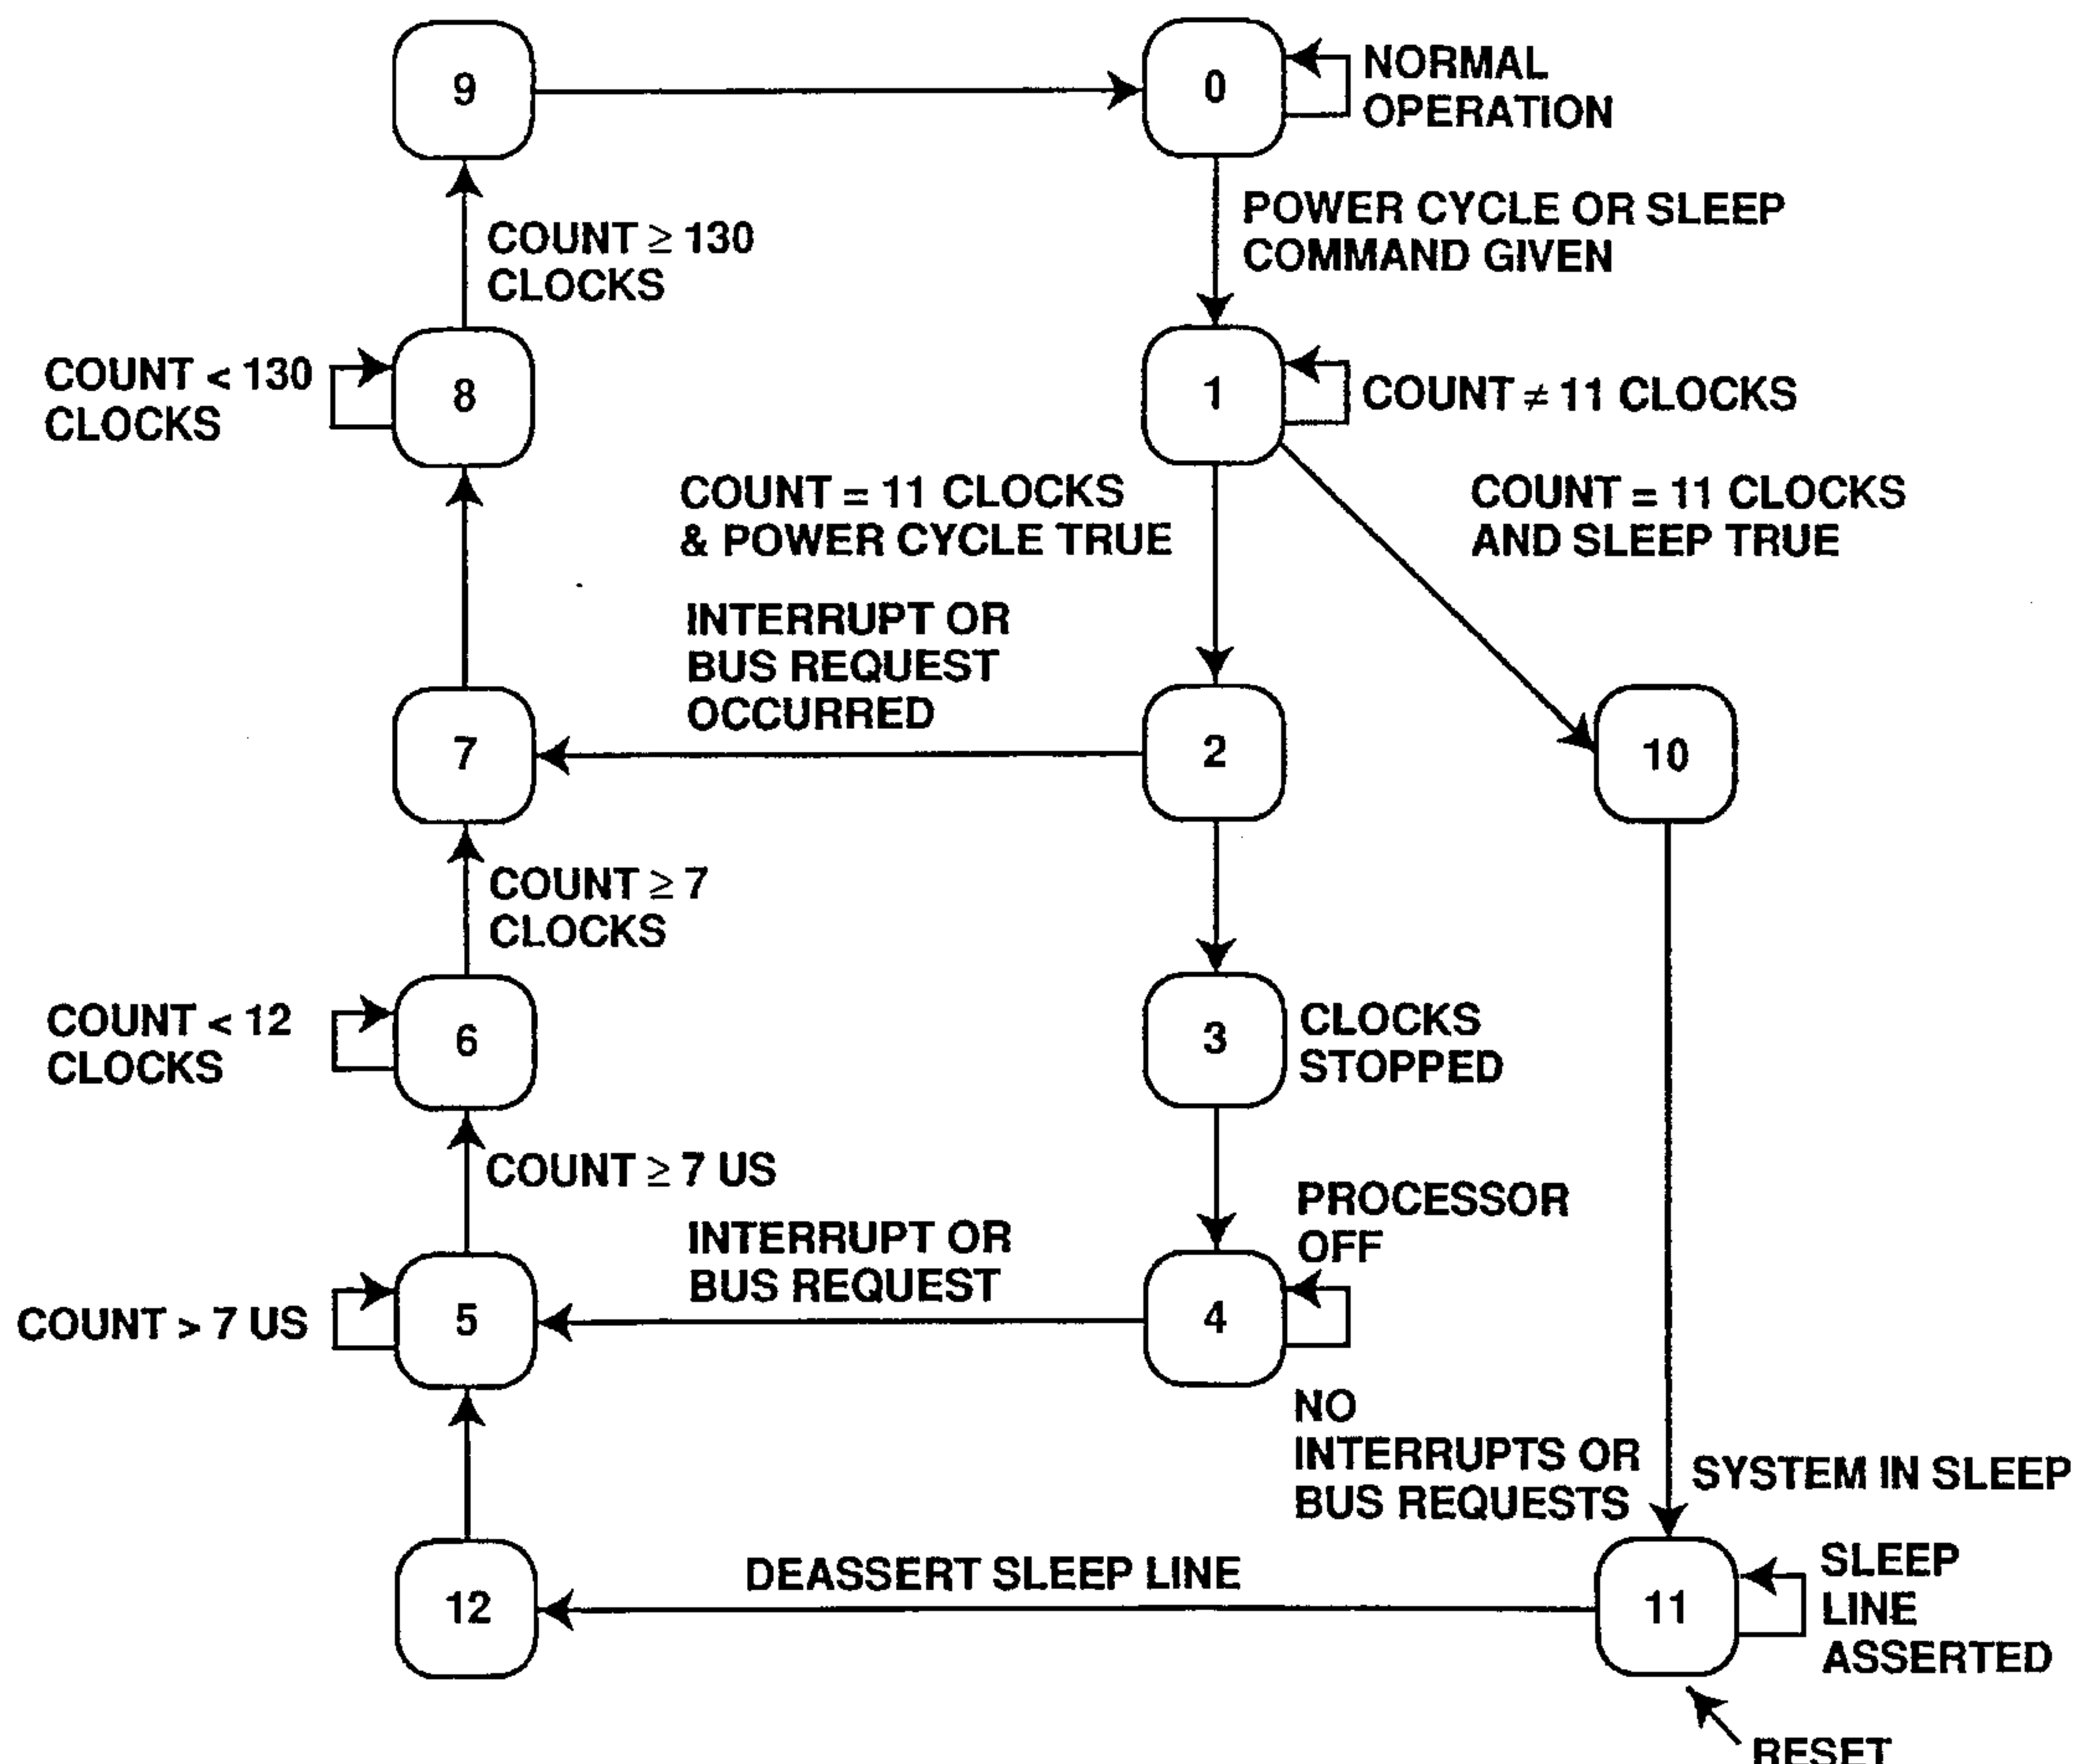 9
0
NORMAL
OPERATION
POWER CYCLE OR SLEEP
COMMAND GIVEN
COUNT ≥ 130
CLOCKS
COUNT < 130
CLOCKS
8
1
COUNT ≠ 11 CLOCKS
COUNT = 11 CLOCKS
& POWER CYCLE TRUE
COUNT = 11 CLOCKS
AND SLEEP TRUE
INTERRUPT OR
BUS REQUEST
OCCURRED
7
2
10
COUNT ≥ 7
CLOCKS
COUNT < 12
CLOCKS
6
3
CLOCKS
STOPPED
COUNT ≥ 7 US
INTERRUPT OR
BUS REQUEST
PROCESSOR
OFF
COUNT > 7 US
5
4
NO
INTERRUPTS OR
BUS REQUESTS
SYSTEM IN SLEEP
DEASSERT SLEEP LINE
12
11
SLEEP
LINE
ASSERTED
RESET